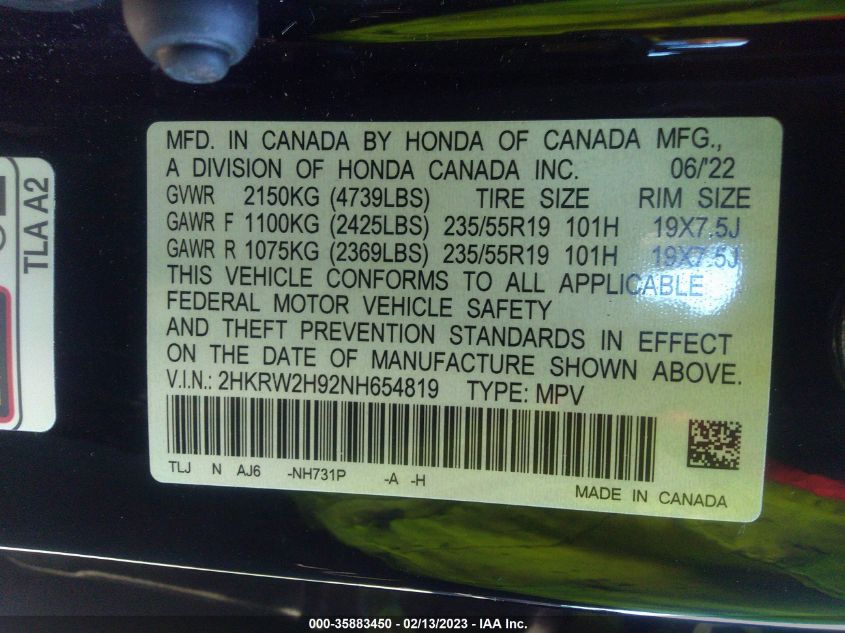 MFD. IN CANADA BY HONDA OF CANADA MFG.,
A DIVISION OF HONDA CANADA INC. 06/'22
GVWR 2150KG (4739LBS) TIRE SIZE RIM SIZE
GAWR F 1100KG (2425LBS) 235/55R19 101H 19X7.5J
GAWR R 1075KG (2369LBS) 235/55R19 101H 19X7.5J
THIS VEHICLE CONFORMS TO ALL APPLICABLE
FEDERAL MOTOR VEHICLE SAFETY
AND THEFT PREVENTION STANDARDS IN EFFECT
ON THE DATE OF MANUFACTURE SHOWN ABOVE.
V.I.N.: 2HKRW2H92NH654819 TYPE: MPV
TLJ N AJ6 -NH731P -A -H
MADE IN CANADA
TLA A2
000-35883450 - 02/13/2023 - IAA Inc.